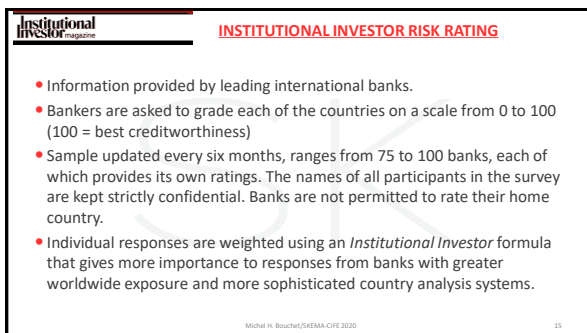 Institutional
Investor magazine
INSTITUTIONAL INVESTOR RISK RATING
• Information provided by leading international banks.
• Bankers are asked to grade each of the countries on a scale from 0 to 100
(100 = best creditworthiness)
• Sample updated every six months, ranges from 75 to 100 banks, each of
which provides its own ratings. The names of all participants in the survey
are kept strictly confidential. Banks are not permitted to rate their home
country.
• Individual responses are weighted using an Institutional Investor formula
that gives more importance to responses from banks with greater
worldwide exposure and more sophisticated country analysis systems.
SK
Michel H. Bouchet/SKEMA-CIFE 2020
15